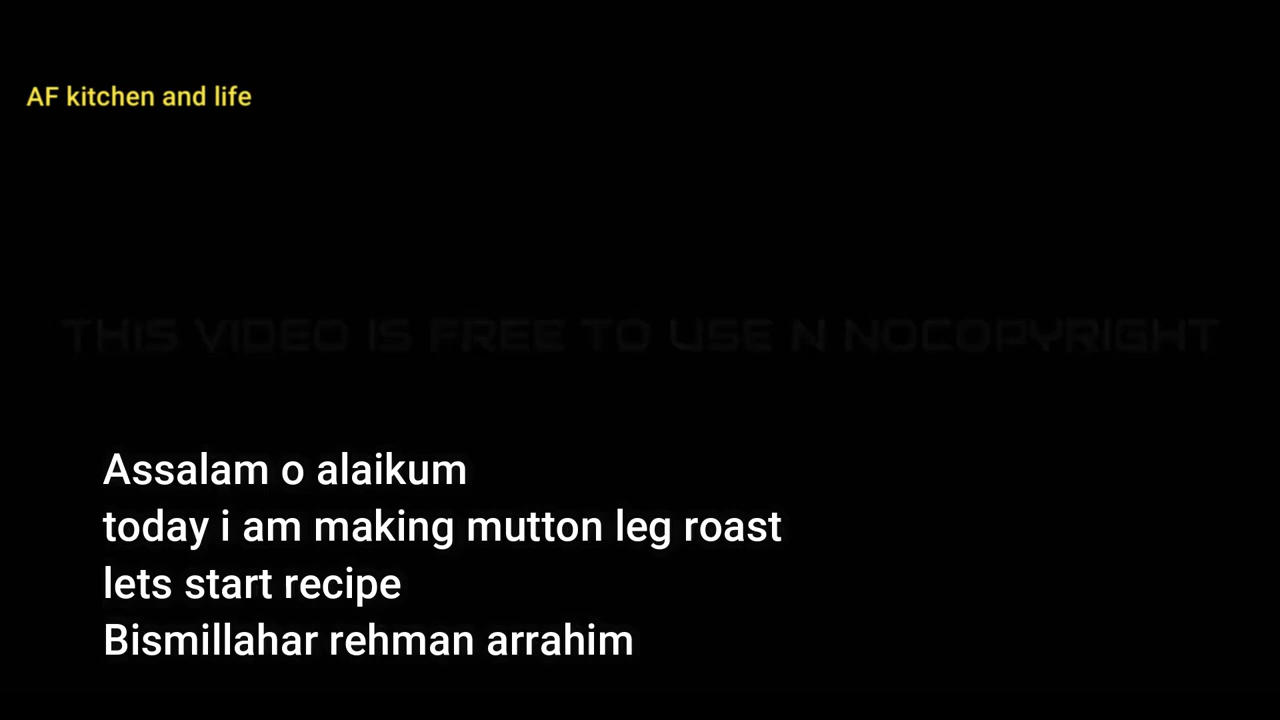 AF kitchen and life
THIS VIDEO IS FREE TO USE N NOCOPYRIGHT
Assalam o alaikum
today i am making mutton leg roast
lets start recipe
Bismillahar rehman arrahim